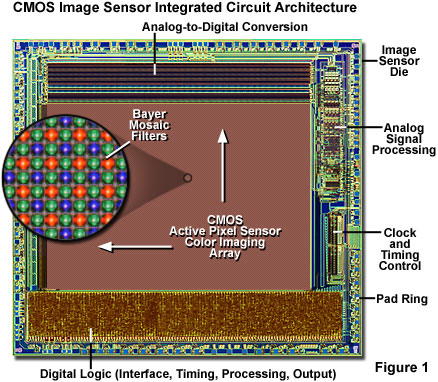 CMOS Image Sensor Integrated Circuit Architecture
Analog-to-Digital Conversion
Image
Sensor
Die
Bayer
Mosaic
Filters
Analog
Signal
Processing
CMOS
Active Pixel Sensor
Color Imaging
Array
Clock
and
Timing
Control
Pad Ring
Digital Logic (Interface, Timing, Processing, Output)
Figure 1